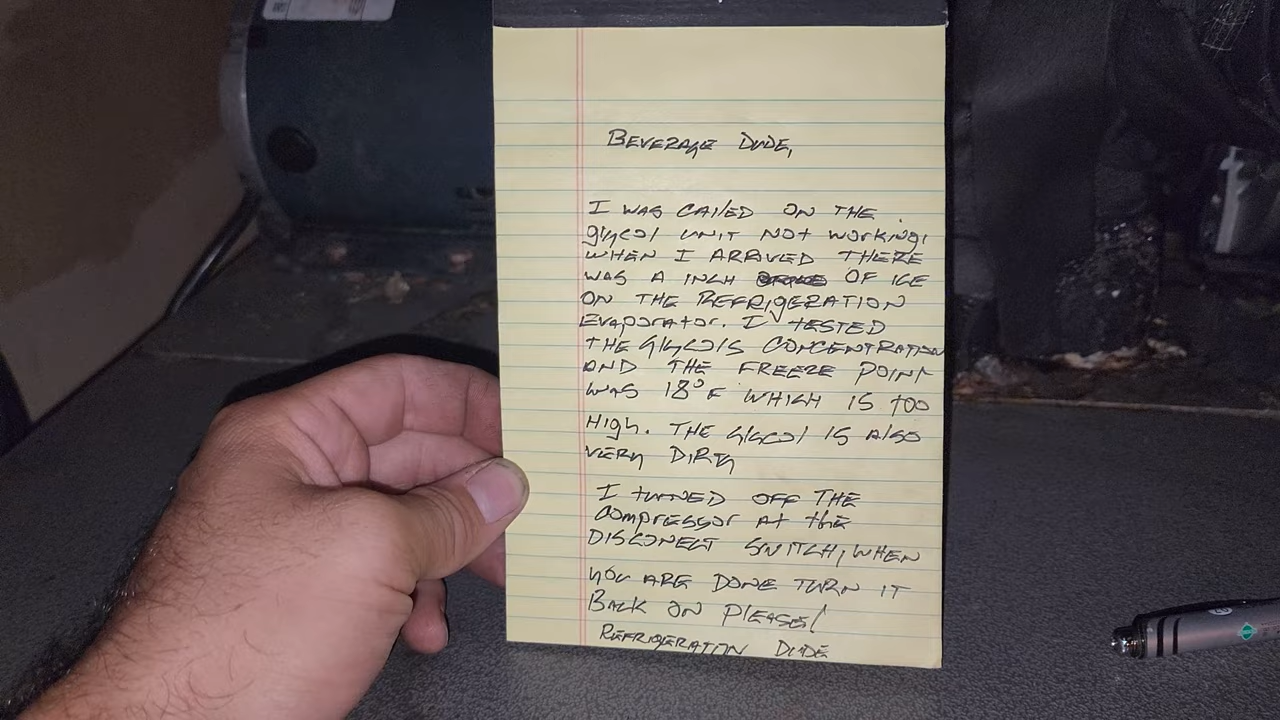 BEVERAGE DUDE,
I WAS CALLED ON THE
glycol UNIT NOT WORKING,
WHEN I ARRIVED THERE
WAS A INCH OF ICE
ON THE REFRIGERATION
EVAPORATOR. I TESTED
THE GLYCOLS CONCENTRATION
AND THE FREEZE POINT
WAS 18°F WHICH IS TOO
HIGH. THE GLYCOL IS ALSO
VERY DIRTY
I TURNED OFF THE
COMPRESSOR AT the
DISCONECT SWITCH, WHEN
YOU ARE DONE TURN IT
BACK ON PLEASE!
REFRIGERATION DUDE